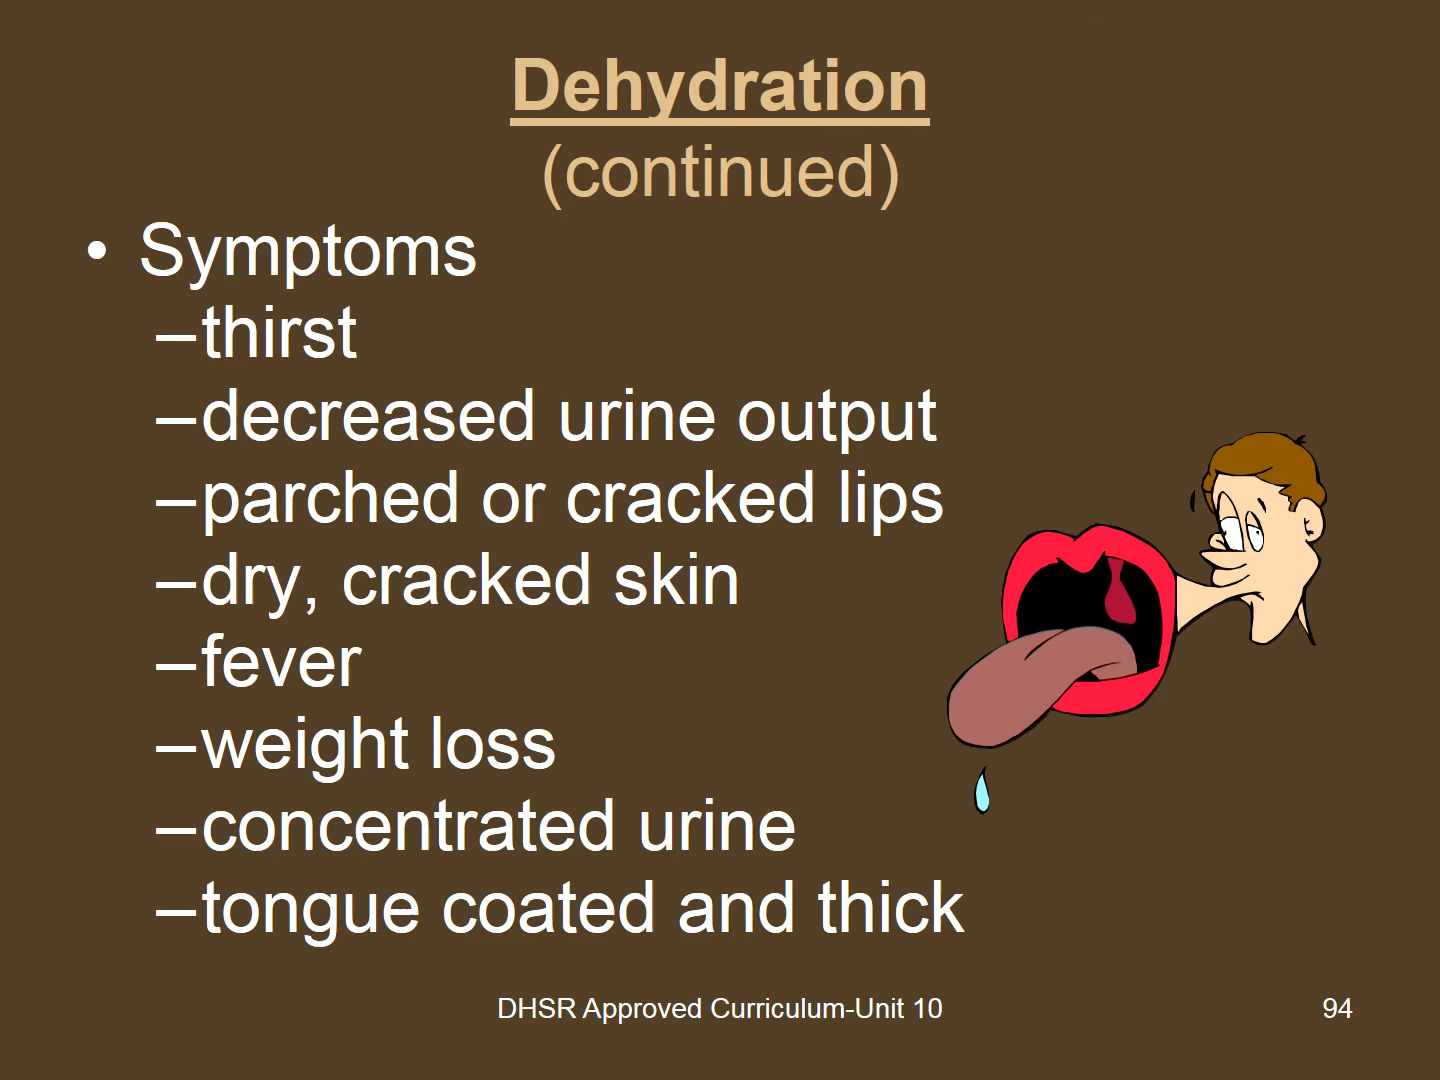 Dehydration
(continued)
• Symptoms
–thirst
–decreased urine output
–parched or cracked lips
–dry, cracked skin
–fever
–weight loss
–concentrated urine
–tongue coated and thick
DHSR Approved Curriculum-Unit 10
94